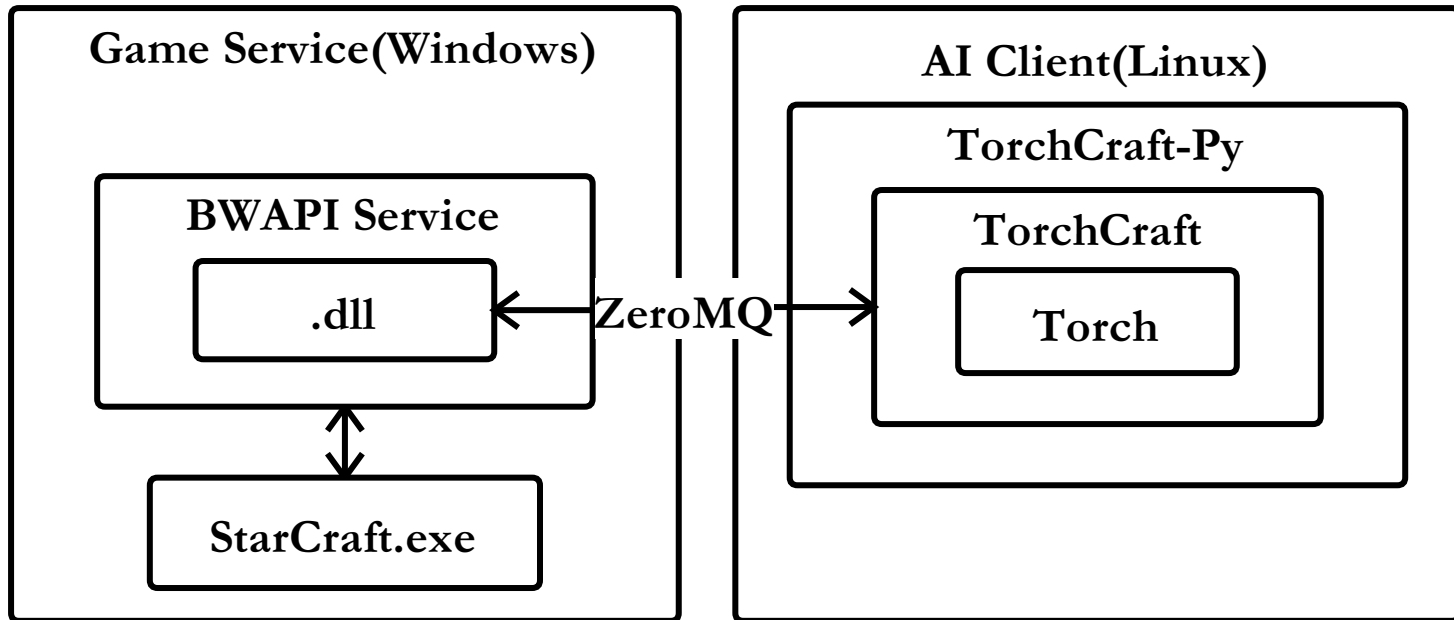 Game Service(Windows)
BWAPI Service
.dll
StarCraft.exe
ZeroMQ
AI Client(Linux)
TorchCraft-Py
TorchCraft
Torch